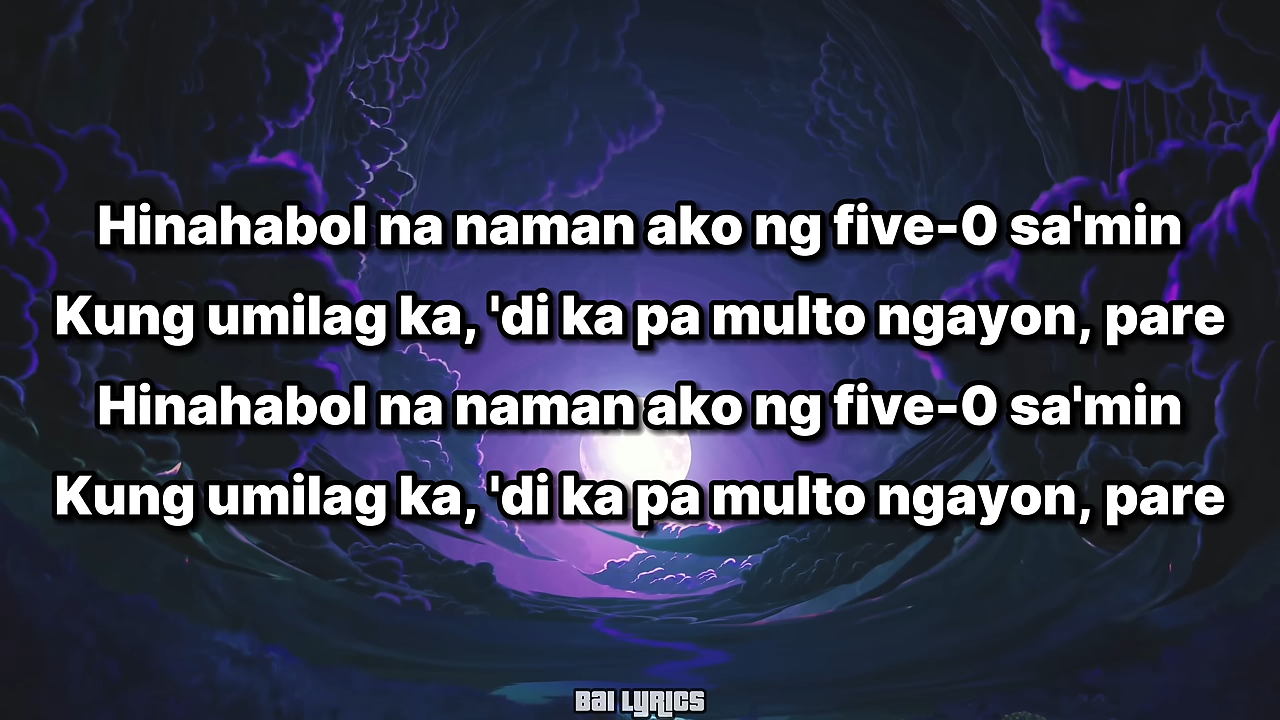 Hinahabol na naman ako ng five-O sa'min
Kung umilag ka, 'di ka pa multo ngayon, pare
Hinahabol na naman ako ng five-O sa'min
Kung umilag ka, 'di ka pa multo ngayon, pare
BAI LYRICS